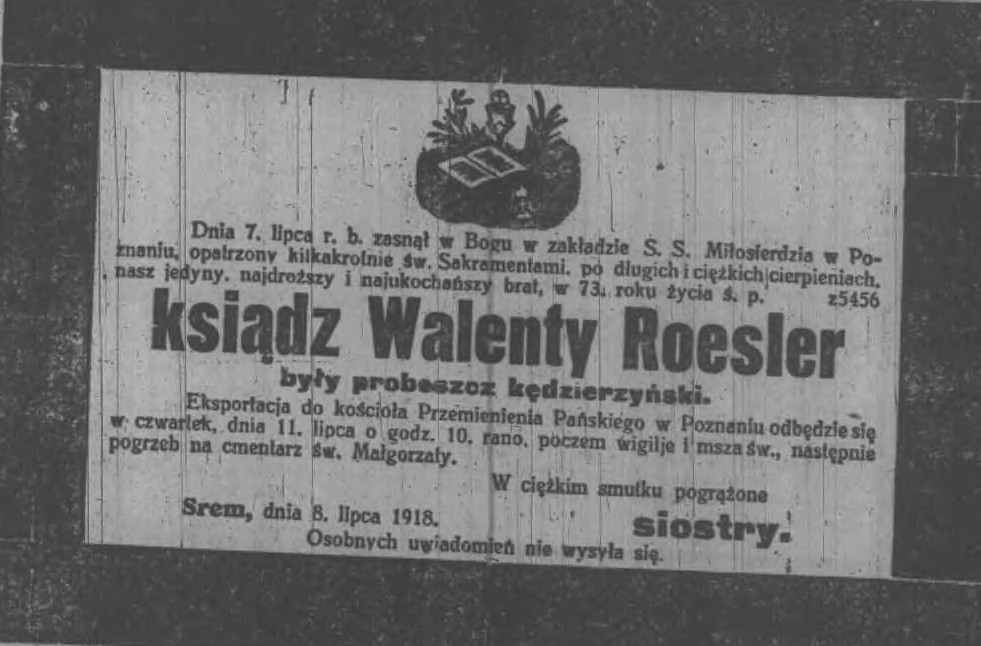 Dnia 7. lipca r. b. zasnął w Bogu w zakładzie S. S. Miłosierdzia w Po-
znaniu, opatrzony kilkakrotnie św. Sakramentami, po długich i ciężkich cierpieniach,
nasz jedyny, najdroższy i najukochańszy brat, w 73. roku życia ś. p. z5456
ksiądz Walenty Roesler
były proboszcz kędzierzyński.
Eksportacja do kościoła Przemienienia Pańskiego w Poznaniu odbędzie się
w czwartek, dnia 11. lipca o godz. 10. rano, poczem wigilje i msza św., następnie
pogrzeb na cmentarz św. Małgorzaty.
W ciężkim smutku pogrążone
Srem, dnia 8. lipca 1918. siostry.
Osobnych uwiadomień nie wysyła się.